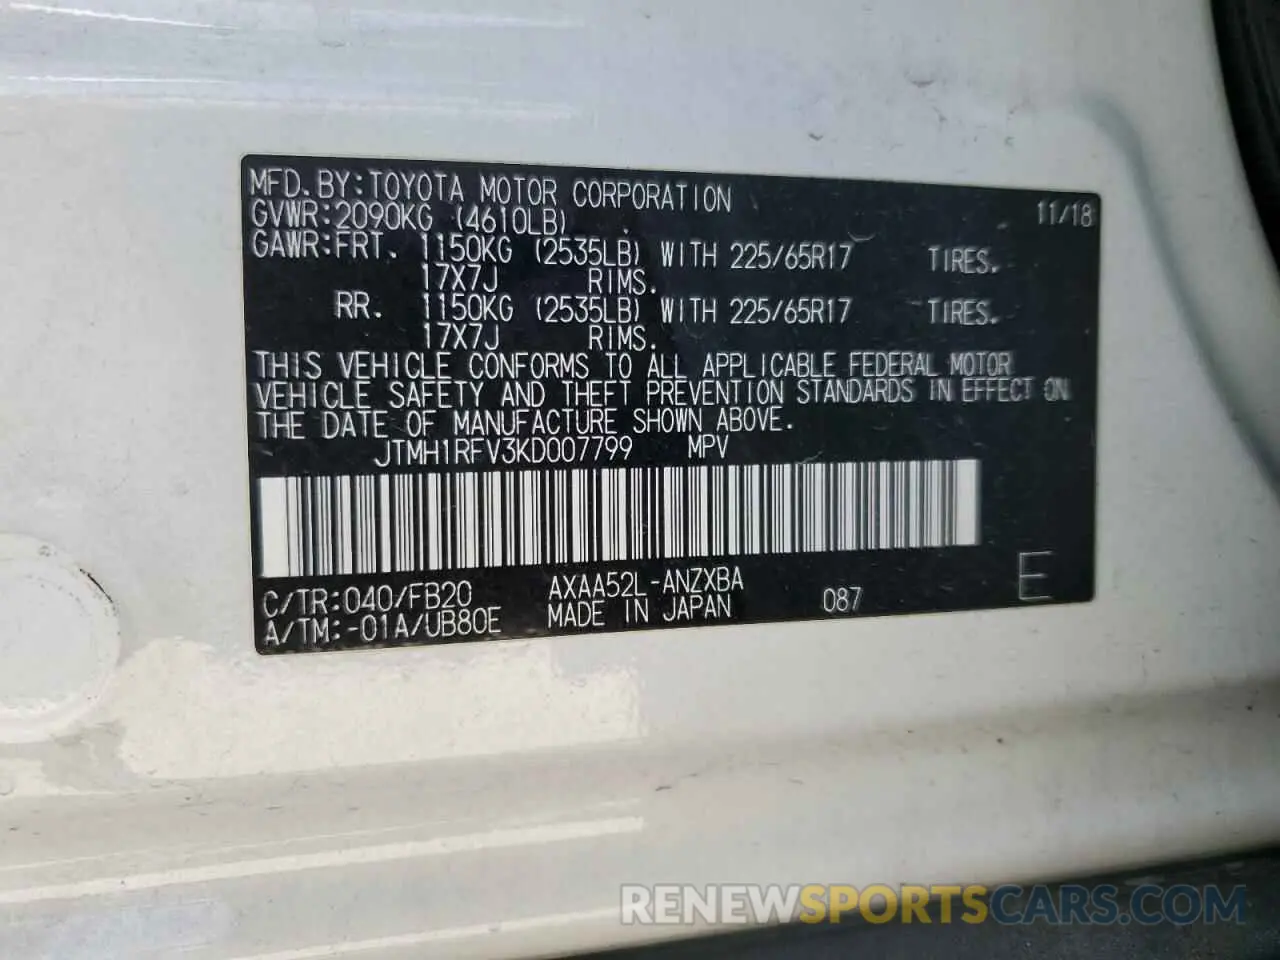 MFD.BY:TOYOTA MOTOR CORPORATION 11/18
GVWR:2090KG (4610LB)
GAWR:FRT. 1150KG (2535LB) WITH 225/65R17 TIRES.
17X7J RIMS.
RR. 1150KG (2535LB) WITH 225/65R17 TIRES.
17X7J RIMS.
THIS VEHICLE CONFORMS TO ALL APPLICABLE FEDERAL MOTOR
VEHICLE SAFETY AND THEFT PREVENTION STANDARDS IN EFFECT ON
THE DATE OF MANUFACTURE SHOWN ABOVE.
JTMH1RFV3KD007799 MPV
C/TR:040/FB20 AXAA52L-ANZXBA 087 E
A/TM:-01A/UB80E MADE IN JAPAN
RENEWSPORTSCARS.COM